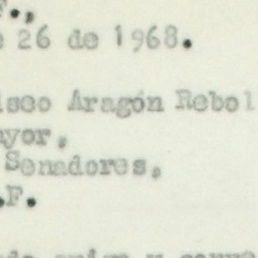 F.,
e 26 de 1968.
isco Aragón Rebol
ayor,
Senadores,
.F.